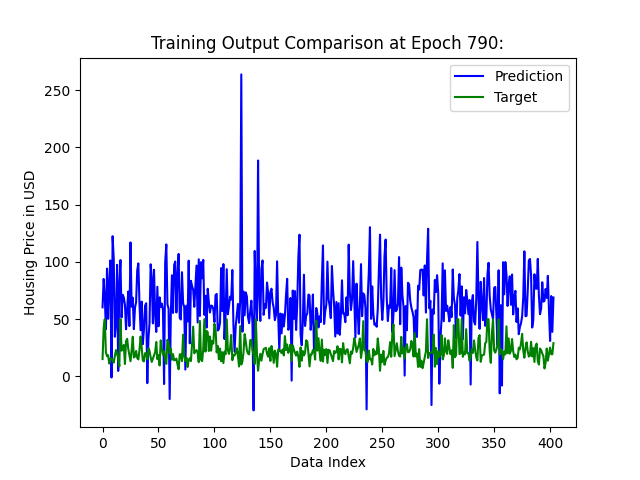 Training Output Comparison at Epoch 790:
Prediction
Target
Housing Price in USD
250
200
150
100
50
0
0 50 100 150 200 250 300 350 400
Data Index